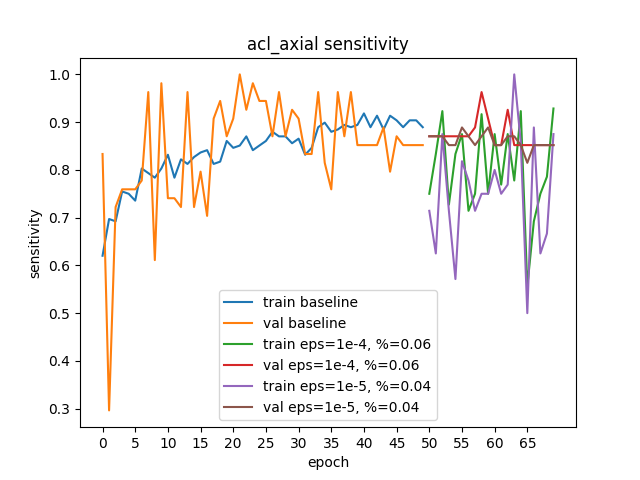 acl_axial sensitivity
sensitivity
1.0
0.9
0.8
0.7
0.6
0.5
0.4
0.3
train baseline
val baseline
train eps=1e-4, %=0.06
val eps=1e-4, %=0.06
train eps=1e-5, %=0.04
val eps=1e-5, %=0.04
0 5 10 15 20 25 30 35 40 45 50 55 60 65
epoch